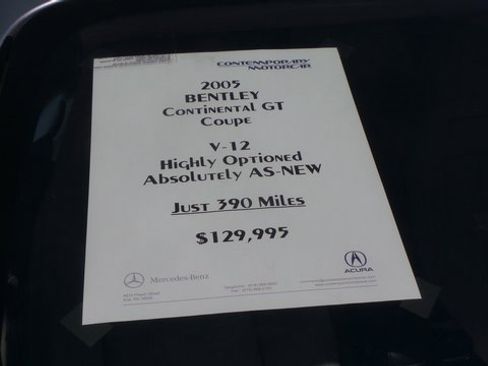 CONTEMPORARY
MOTORCAR
2005
BENTLEY
CONTINENTAL GT
COUPE
V-12
HIGHLY OPTIONED
ABSOLUTELY AS-NEW
JUST 390 MILES
$129,995
Mercedes-Benz
ACURA